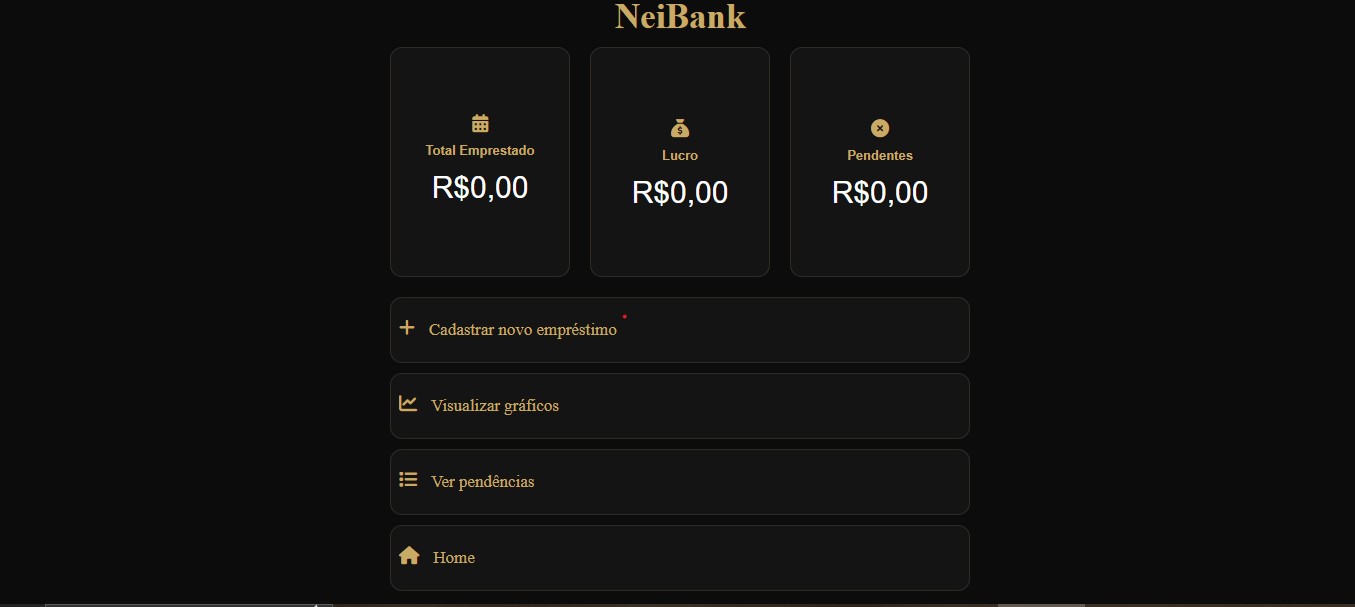 NeiBank
Total Emprestado
R$0,00
Lucro
R$0,00
Pendentes
R$0,00
Cadastrar novo empréstimo
Visualizar gráficos
Ver pendências
Home